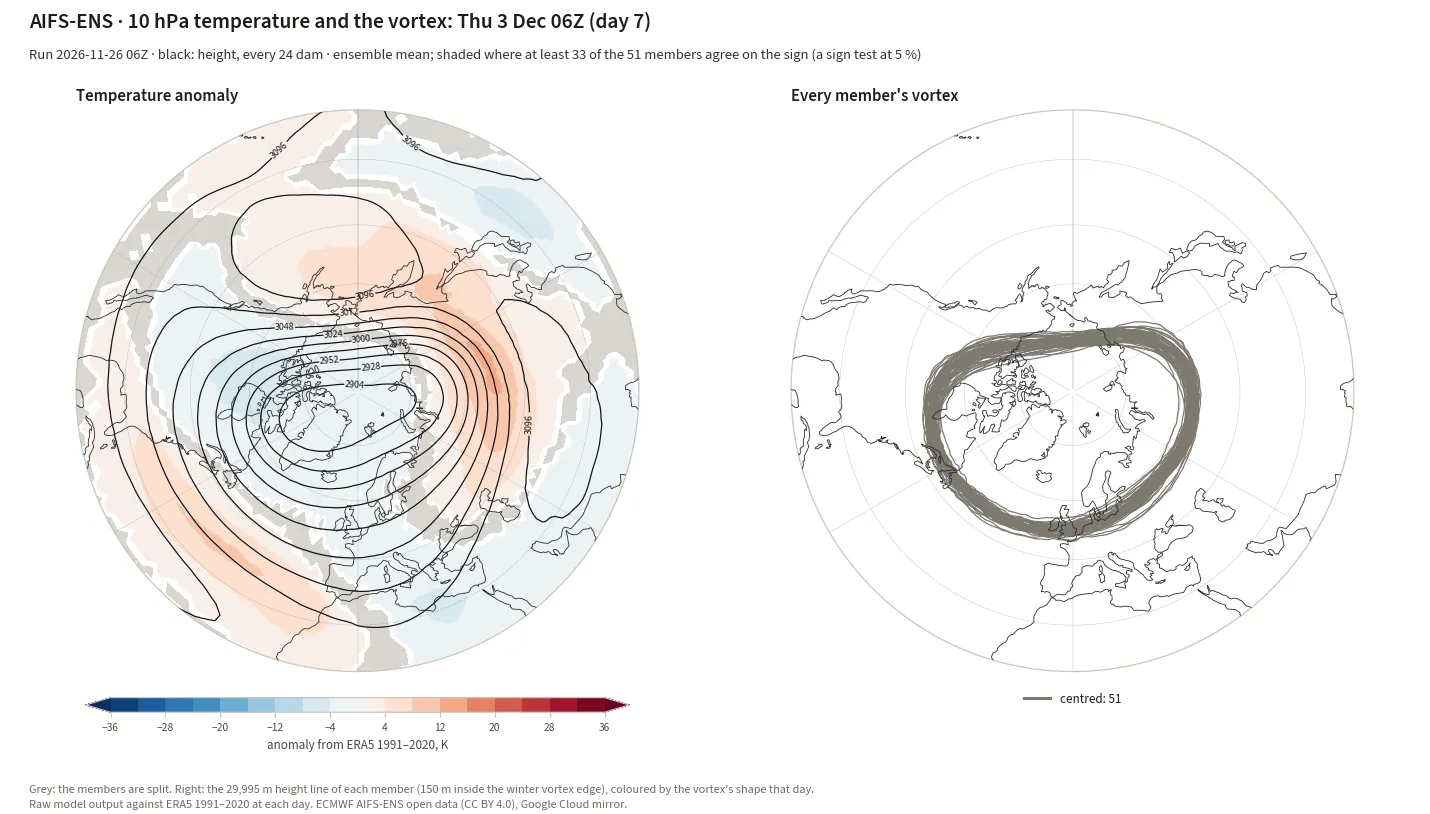 AIFS-ENS · 10 hPa temperature and the vortex: Thu 3 Dec 06Z (day 7)
Run 2026-11-26 06Z · black: height, every 24 dam · ensemble mean; shaded where at least 33 of the 51 members agree on the sign (a sign test at 5 %)
Temperature anomaly
Every member's vortex
3096
3096
3096
3072
3048
3024
3000
2976
2952
2928
2904
3096
centred: 51
−36 −28 −20 −12 −4 4 12 20 28 36
anomaly from ERA5 1991–2020, K
Grey: the members are split. Right: the 29,995 m height line of each member (150 m inside the winter vortex edge), coloured by the vortex's shape that day.
Raw model output against ERA5 1991–2020 at each day. ECMWF AIFS-ENS open data (CC BY 4.0), Google Cloud mirror.